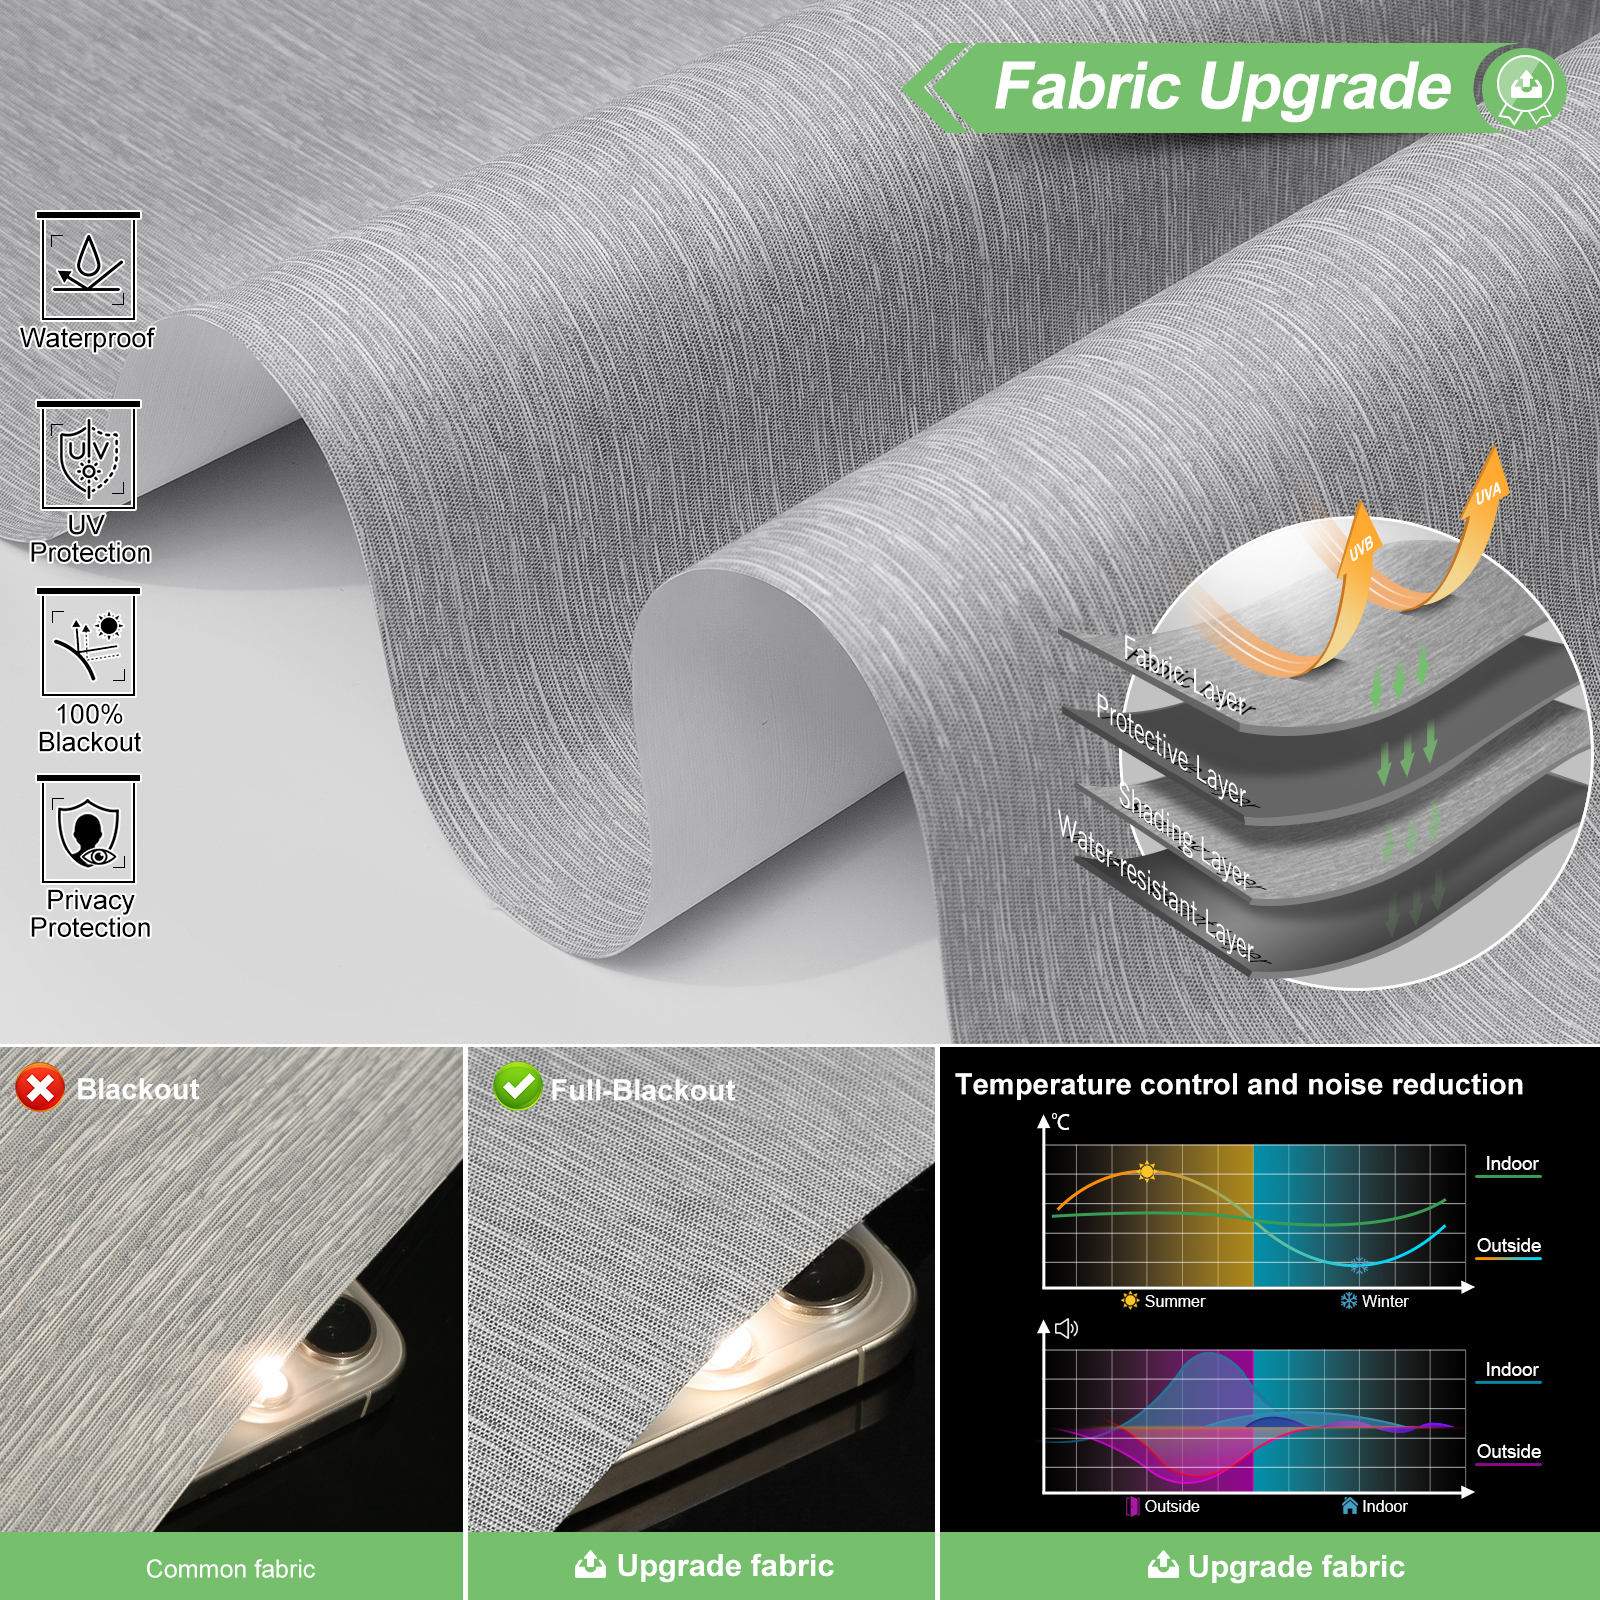 Fabric Upgrade
Waterproof
UV
UV
Protection
100%
Blackout
Privacy
Protection
UVB
UVA
Fabric Layer
Protective Layer
Shading Layer
Water-resistant Layer
Blackout
Common fabric
Full-Blackout
Upgrade fabric
Temperature control and noise reduction
°C
Indoor
Outside
Summer
Winter
Indoor
Outside
Outside
Indoor
Upgrade fabric